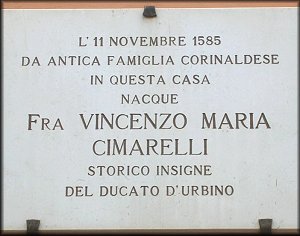 L' 11 NOVEMBRE 1585
DA ANTICA FAMIGLIA CORINALDESE
IN QUESTA CASA
NACQUE
FRA VINCENZO MARIA
CIMARELLI
STORICO INSIGNE
DEL DUCATO D'URBINO